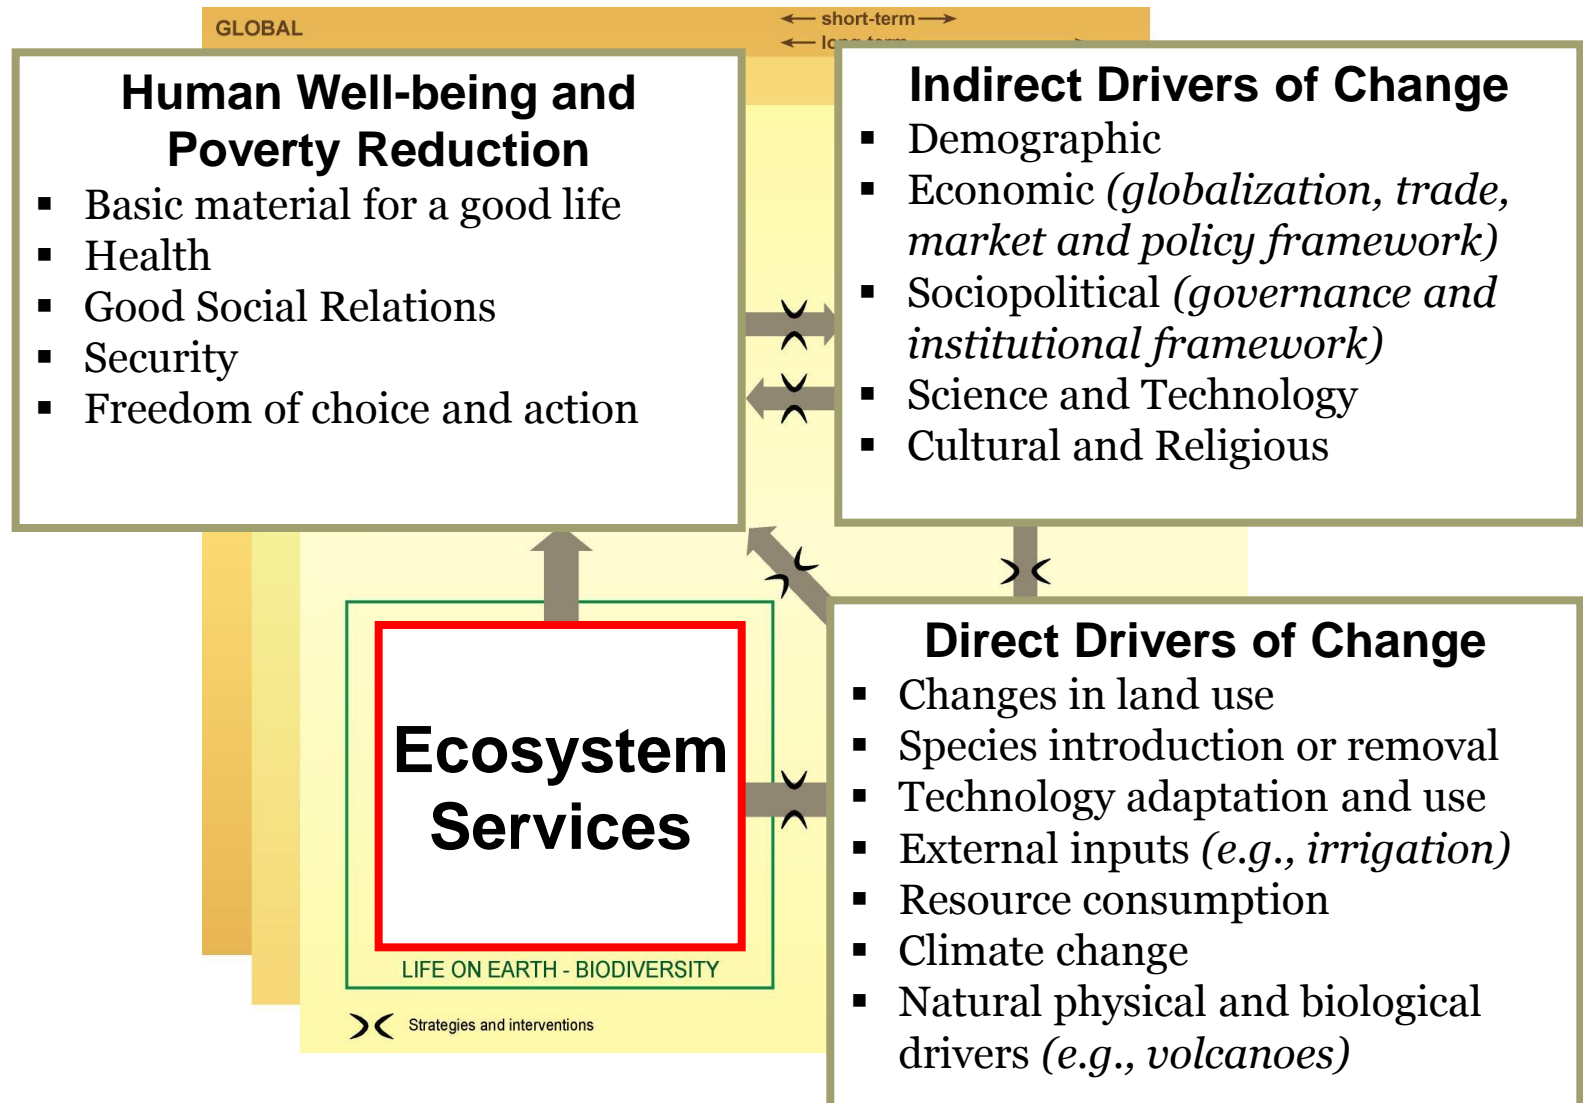 GLOBAL
short-term
long-term
Human Well-being and
Poverty Reduction
▪ Basic material for a good life
▪ Health
▪ Good Social Relations
▪ Security
▪ Freedom of choice and action
Indirect Drivers of Change
▪ Demographic
▪ Economic (globalization, trade,
market and policy framework)
▪ Sociopolitical (governance and
institutional framework)
▪ Science and Technology
▪ Cultural and Religious
Ecosystem
Services
LIFE ON EARTH - BIODIVERSITY
Strategies and interventions
Direct Drivers of Change
▪ Changes in land use
▪ Species introduction or removal
▪ Technology adaptation and use
▪ External inputs (e.g., irrigation)
▪ Resource consumption
▪ Climate change
▪ Natural physical and biological
drivers (e.g., volcanoes)